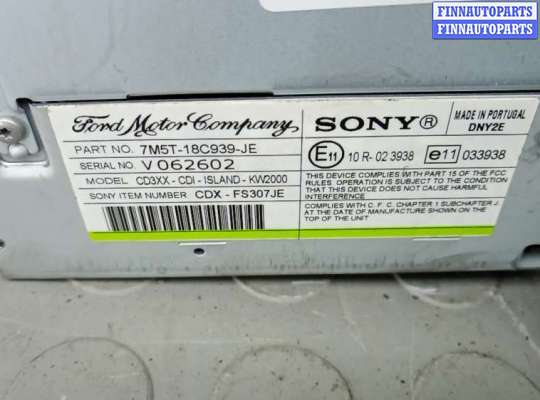 FINNAUTOPARTS
FINNAUTOPARTS
Ford Motor Company
PART NO. 7M5T-18C939-JE
SERIAL NO. V 062602
MODEL CD3XX - CDI - ISLAND - KW2000
SONY ITEM NUMBER CDX - FS307JE
SONY®
MADE IN PORTUGAL
DNY2E
E11 10 R- 02 3938 e11 033938
THIS DEVICE COMPLIES WITH PART 15 OF THE FCC
RULES OPERATION IS SUBJECT TO THE CONDITION
THAT THIS DEVICE DOES NOT CAUSE HARMFUL
INTERFERENCE
COMPLIES WITH C. F. C. CHAPTER 1 SUBCHAPTER J.
AT THE DATE OF MANUFACTURE SHOWN ON THE
TOP OF THE UNIT